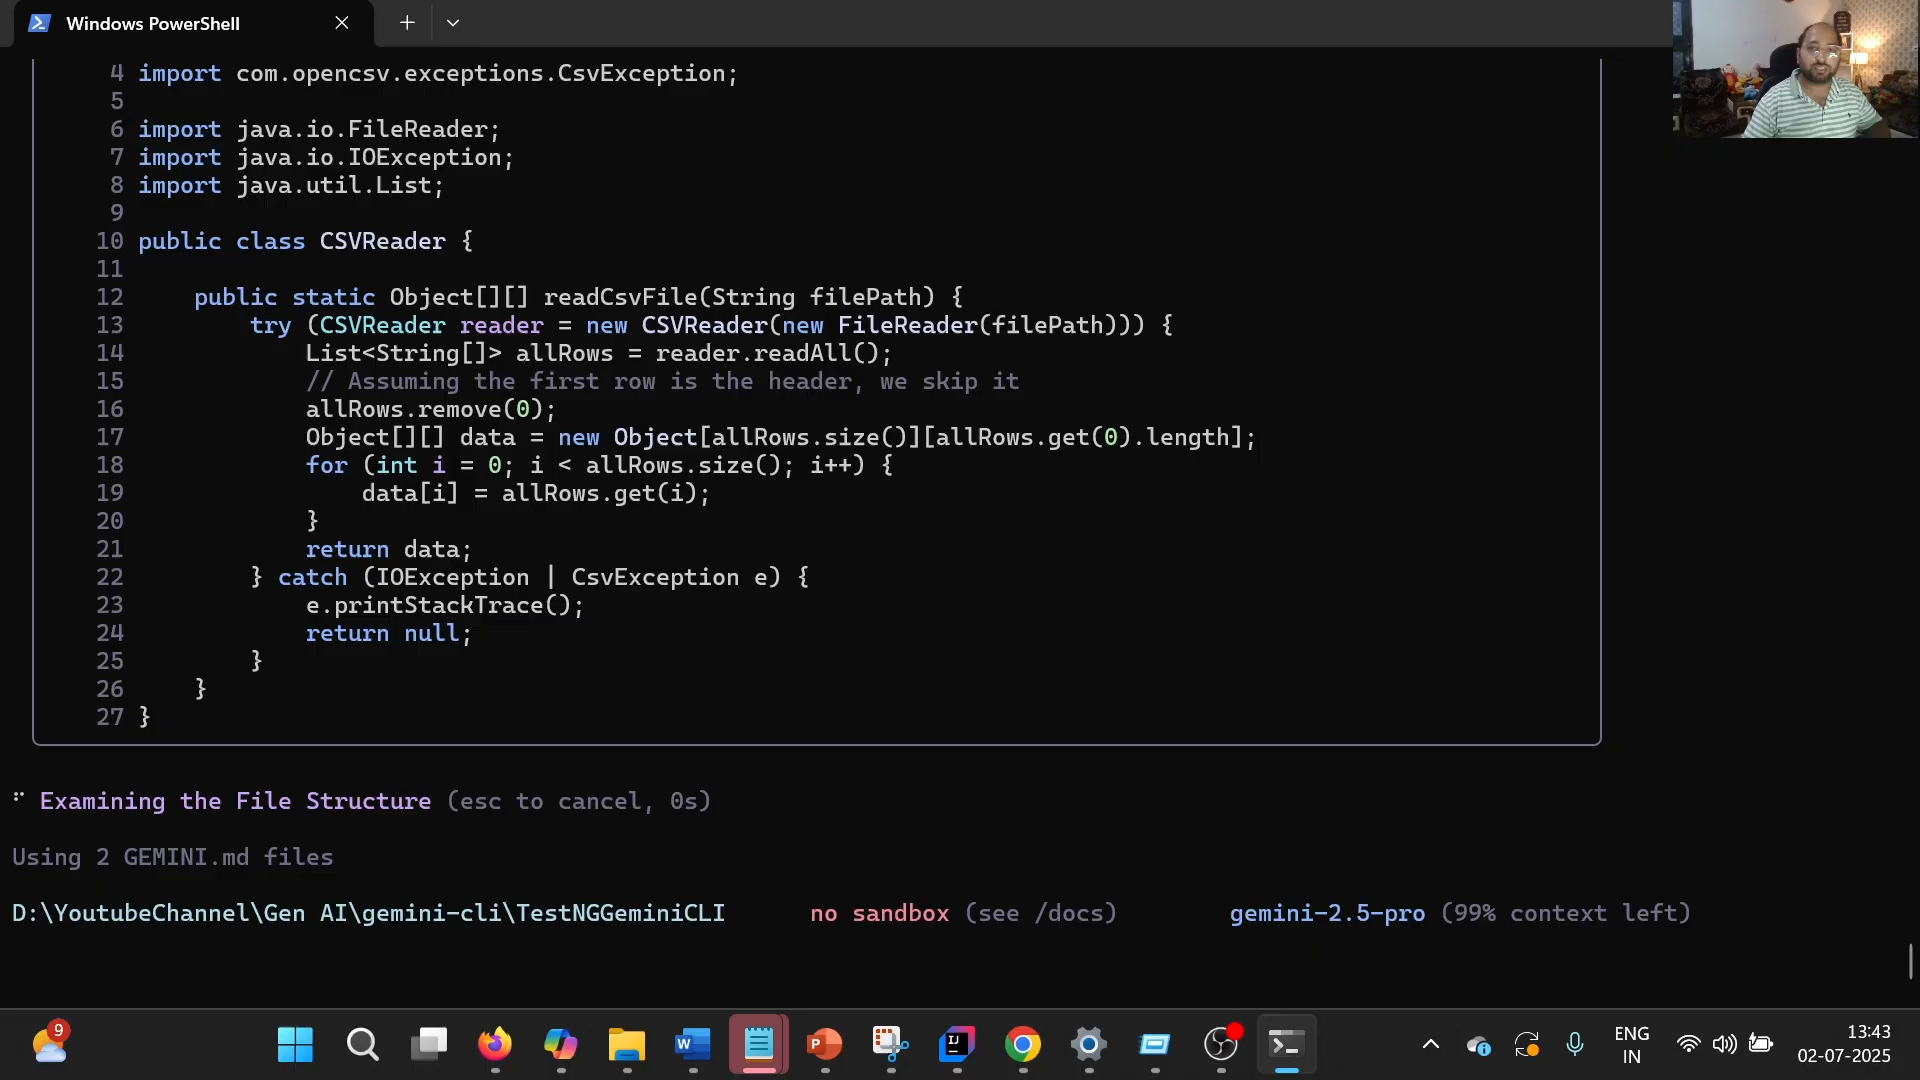 Windows PowerShell
4 import com.opencsv.exceptions.CsvException;
5
6 import java.io.FileReader;
7 import java.io.IOException;
8 import java.util.List;
9
10 public class CSVReader {
11
12     public static Object[][] readCsvFile(String filePath) {
13         try (CSVReader reader = new CSVReader(new FileReader(filePath))) {
14             List<String[]> allRows = reader.readAll();
15             // Assuming the first row is the header, we skip it
16             allRows.remove(0);
17             Object[][] data = new Object[allRows.size()][allRows.get(0).length];
18             for (int i = 0; i < allRows.size(); i++) {
19                 data[i] = allRows.get(i);
20             }
21             return data;
22         } catch (IOException | CsvException e) {
23             e.printStackTrace();
24             return null;
25         }
26     }
27 }
Examining the File Structure (esc to cancel, 0s)
Using 2 GEMINI.md files
D:\YoutubeChannel\Gen AI\gemini-cli\TestNGGeminiCLI no sandbox (see /docs) gemini-2.5-pro (99% context left)
9
ENG
IN
13:43
02-07-2025